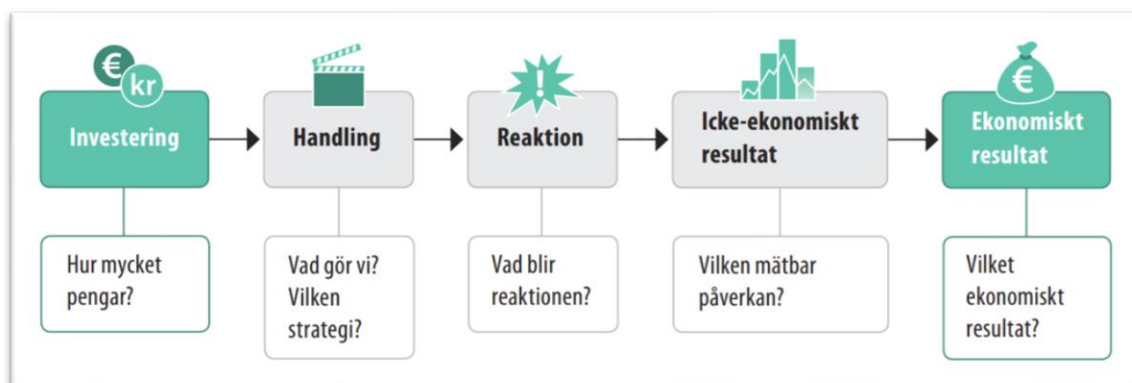 €
kr
!
€
Investering
Handling
Reaktion
Icke-ekonomiskt
resultat
Ekonomiskt
resultat
Hur mycket
pengar?
Vad gör vi?
Vilken
strategi?
Vad blir
reaktionen?
Vilken mätbar
påverkan?
Vilket
ekonomiskt
resultat?